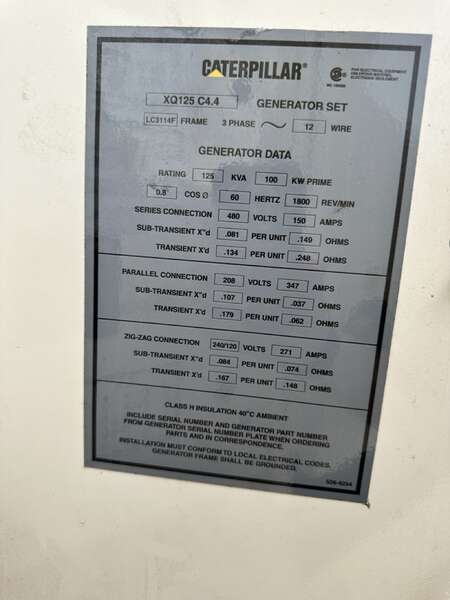 CATERPILLAR
FOR ELECTRICAL EQUIPMENT
XQ125 C4.4 GENERATOR SET
LC3114F FRAME 3 PHASE ~ 12 WIRE
GENERATOR DATA
RATING 125 KVA 100 KW PRIME
0.8 COS Ø 60 HERTZ 1800 REV/MIN
SERIES CONNECTION 480 VOLTS 150 AMPS
SUB-TRANSIENT X"d .081 PER UNIT .149 OHMS
TRANSIENT X'd .134 PER UNIT .248 OHMS
PARALLEL CONNECTION 208 VOLTS 347 AMPS
SUB-TRANSIENT X"d .107 PER UNIT .037 OHMS
TRANSIENT X'd .179 PER UNIT .062 OHMS
ZIG-ZAG CONNECTION 240/120 VOLTS 271 AMPS
SUB-TRANSIENT X"d .084 PER UNIT .074 OHMS
TRANSIENT X'd .167 PER UNIT .148 OHMS
CLASS H INSULATION 40°C AMBIENT
INCLUDE SERIAL NUMBER AND GENERATOR PART NUMBER
FROM GENERATOR SERIAL NUMBER PLATE WHEN ORDERING
PARTS AND IN CORRESPONDENCE.
INSTALLATION MUST CONFORM TO LOCAL ELECTRICAL CODES.
GENERATOR FRAME SHALL BE GROUNDED.